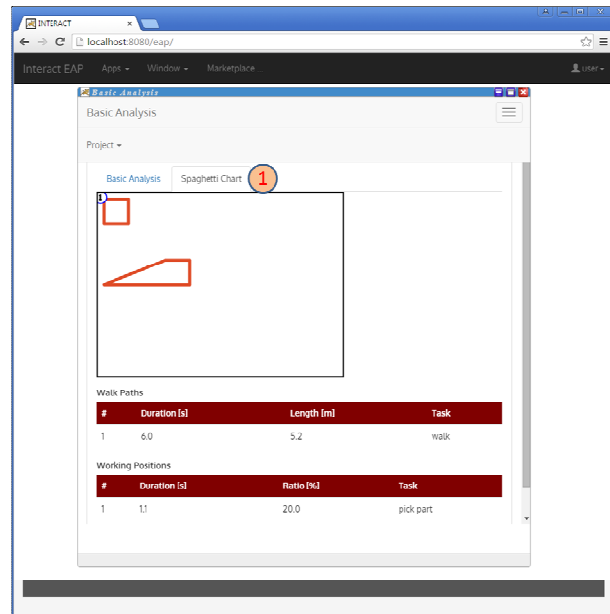 INTERACT
localhost:8080/eap/
Interact EAP Apps Window Marketplace... user
Basic Analysis
Basic Analysis
Project
Basic Analysis Spaghetti Chart 1
1
Walk Paths
# Duration [s] Length [m] Task
1 6.0 5.2 walk
Working Positions
# Duration [s] Ratio [%] Task
1 1.1 20.0 pick part